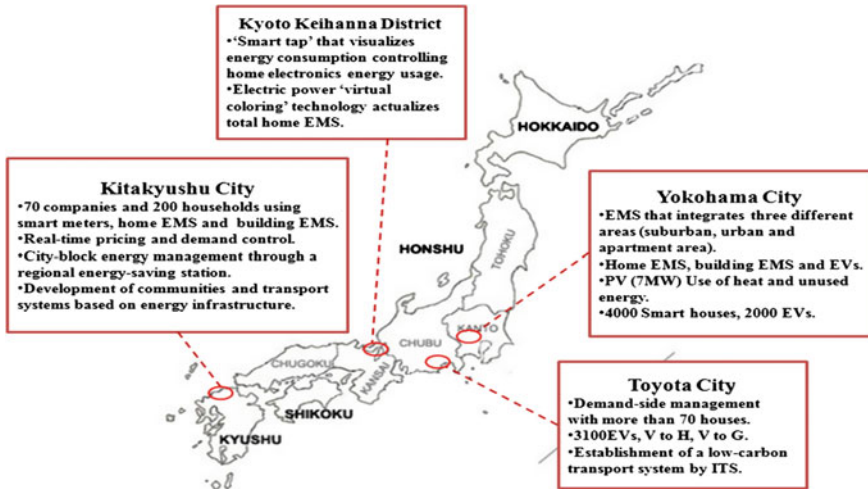 Kyoto Keihanna District
•‘Smart tap’ that visualizes
energy consumption controlling
home electronics energy usage.
•Electric power ‘virtual
coloring’ technology actualizes
total home EMS.
HOKKAIDO
Kitakyushu City
•70 companies and 200 households using
smart meters, home EMS and building EMS.
•Real-time pricing and demand control.
•City-block energy management through a
regional energy-saving station.
•Development of communities and transport
systems based on energy infrastructure.
Yokohama City
•EMS that integrates three different
areas (suburban, urban and
apartment area).
•Home EMS, building EMS and EVs.
•PV (7MW) Use of heat and unused
energy.
•4000 Smart houses, 2000 EVs.
HONSHU
TOHOKU
KANTO
CHUBU
CHUGOKU
KANSAI
SHIKOKU
KYUSHU
Toyota City
•Demand-side management
with more than 70 houses.
•3100EVs, V to H, V to G.
•Establishment of a low-carbon
transport system by ITS.